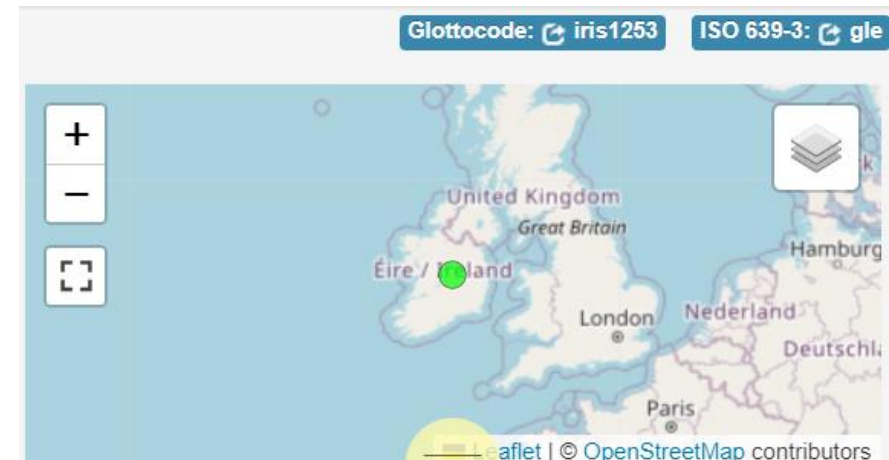 Glottocode: iris1253 ISO 639-3: gle
+
−
United Kingdom
Great Britain
Éire / Ireland
Hamburg
London
Nederland
Paris
Leaflet | © OpenStreetMap contributors